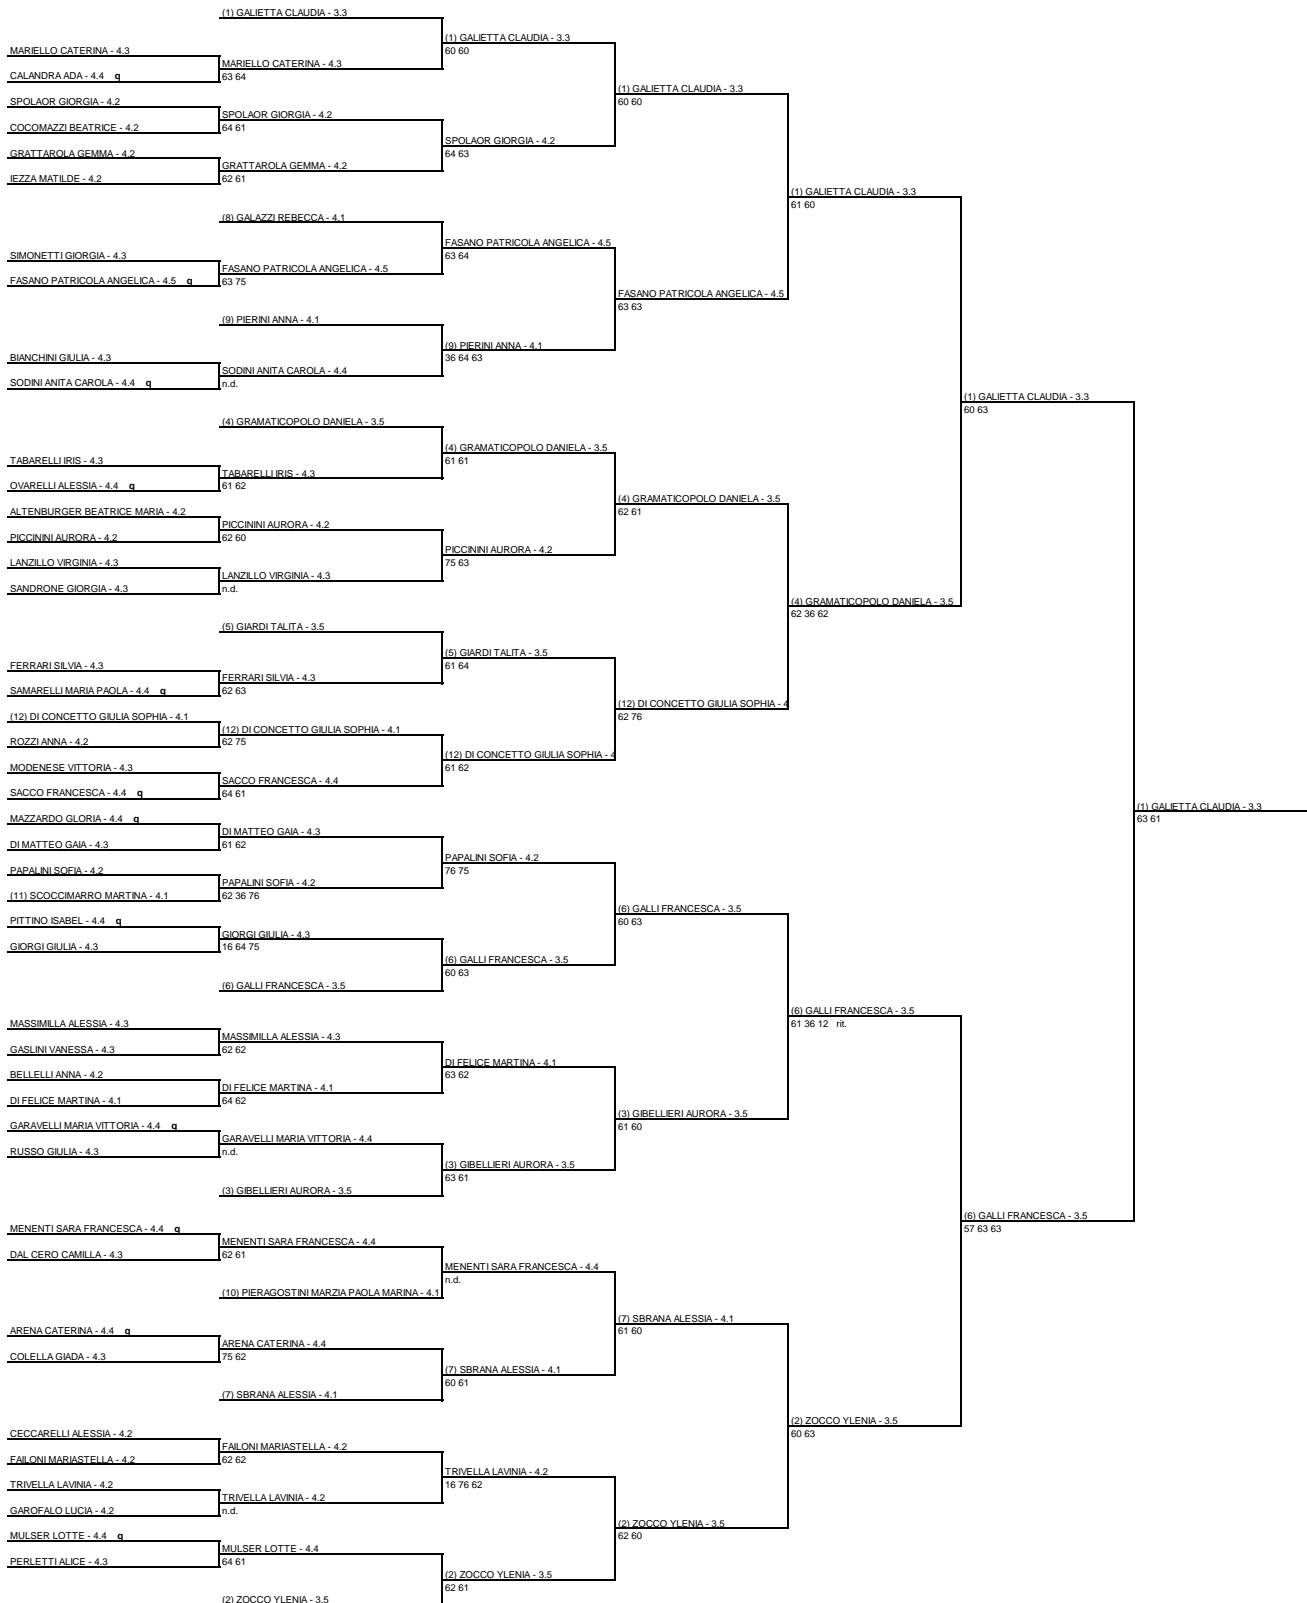 (1) GALIETTA CLAUDIA - 3.3
(1) GALIETTA CLAUDIA - 3.3
MARIELLO CATERINA - 4.3
60 60
MARIELLO CATERINA - 4.3
CALANDRA ADA - 4.4 q
63 64
(1) GALIETTA CLAUDIA - 3.3
SPOLAOR GIORGIA - 4.2
60 60
SPOLAOR GIORGIA - 4.2
COCOMAZZI BEATRICE - 4.2
64 61
SPOLAOR GIORGIA - 4.2
GRATTAROLA GEMMA - 4.2
64 63
GRATTAROLA GEMMA - 4.2
IEZZA MATILDE - 4.2
62 61
(1) GALIETTA CLAUDIA - 3.3
61 60
(8) GALAZZI REBECCA - 4.1
FASANO PATRICOLA ANGELICA - 4.5
SIMONETTI GIORGIA - 4.3
63 64
FASANO PATRICOLA ANGELICA - 4.5
FASANO PATRICOLA ANGELICA - 4.5 q
63 75
FASANO PATRICOLA ANGELICA - 4.5
63 63
(9) PIERINI ANNA - 4.1
(9) PIERINI ANNA - 4.1
BIANCHINI GIULIA - 4.3
36 64 63
SODINI ANITA CAROLA - 4.4
SODINI ANITA CAROLA - 4.4 q
n.d.
(1) GALIETTA CLAUDIA - 3.3
60 63
(4) GRAMATICOPOLO DANIELA - 3.5
(4) GRAMATICOPOLO DANIELA - 3.5
TABARELLI IRIS - 4.3
61 61
TABARELLI IRIS - 4.3
OVARELLI ALESSIA - 4.4 q
61 62
(4) GRAMATICOPOLO DANIELA - 3.5
ALTENBURGER BEATRICE MARIA - 4.2
62 61
PICCININI AURORA - 4.2
PICCININI AURORA - 4.2
62 60
PICCININI AURORA - 4.2
LANZILLO VIRGINIA - 4.3
75 63
LANZILLO VIRGINIA - 4.3
SANDRONE GIORGIA - 4.3
n.d.
(4) GRAMATICOPOLO DANIELA - 3.5
62 36 62
(5) GIARDI TALITA - 3.5
(5) GIARDI TALITA - 3.5
FERRARI SILVIA - 4.3
61 64
FERRARI SILVIA - 4.3
SAMARELLI MARIA PAOLA - 4.4 q
62 63
(12) DI CONCETTO GIULIA SOPHIA - 4
(12) DI CONCETTO GIULIA SOPHIA - 4.1
62 76
(12) DI CONCETTO GIULIA SOPHIA - 4.1
ROZZI ANNA - 4.2
62 75
(12) DI CONCETTO GIULIA SOPHIA - 4
MODENESE VITTORIA - 4.3
61 62
SACCO FRANCESCA - 4.4
SACCO FRANCESCA - 4.4 q
64 61
(1) GALIETTA CLAUDIA - 3.3
63 61
MAZZARDO GLORIA - 4.4 q
DI MATTEO GAIA - 4.3
DI MATTEO GAIA - 4.3
61 62
PAPALINI SOFIA - 4.2
PAPALINI SOFIA - 4.2
76 75
PAPALINI SOFIA - 4.2
(11) SCOCCIMARRO MARTINA - 4.1
62 36 76
(6) GALLI FRANCESCA - 3.5
PITTINO ISABEL - 4.4 q
60 63
GIORGI GIULIA - 4.3
GIORGI GIULIA - 4.3
16 64 75
(6) GALLI FRANCESCA - 3.5
60 63
(6) GALLI FRANCESCA - 3.5
(6) GALLI FRANCESCA - 3.5
MASSIMILLA ALESSIA - 4.3
61 36 12 rit.
MASSIMILLA ALESSIA - 4.3
GASLINI VANESSA - 4.3
62 62
DI FELICE MARTINA - 4.1
BELLELLI ANNA - 4.2
63 62
DI FELICE MARTINA - 4.1
DI FELICE MARTINA - 4.1
64 62
(3) GIBELLIERI AURORA - 3.5
GARAVELLI MARIA VITTORIA - 4.4 q
61 60
GARAVELLI MARIA VITTORIA - 4.4
RUSSO GIULIA - 4.3
n.d.
(3) GIBELLIERI AURORA - 3.5
63 61
(3) GIBELLIERI AURORA - 3.5
(6) GALLI FRANCESCA - 3.5
MENENTI SARA FRANCESCA - 4.4 q
57 63 63
MENENTI SARA FRANCESCA - 4.4
DAL CERO CAMILLA - 4.3
62 61
MENENTI SARA FRANCESCA - 4.4
n.d.
(10) PIERAGOSTINI MARZIA PAOLA MARINA - 4.1
(7) SBRANA ALESSIA - 4.1
ARENA CATERINA - 4.4 q
61 60
ARENA CATERINA - 4.4
COLELLA GIADA - 4.3
75 62
(7) SBRANA ALESSIA - 4.1
60 61
(7) SBRANA ALESSIA - 4.1
(2) ZOCCO YLENIA - 3.5
CECCARELLI ALESSIA - 4.2
60 63
FAILONI MARIASTELLA - 4.2
FAILONI MARIASTELLA - 4.2
62 62
TRIVELLA LAVINIA - 4.2
TRIVELLA LAVINIA - 4.2
16 76 62
TRIVELLA LAVINIA - 4.2
GAROFALO LUCIA - 4.2
n.d.
(2) ZOCCO YLENIA - 3.5
MULSER LOTTE - 4.4 q
62 60
MULSER LOTTE - 4.4
PERLETTI ALICE - 4.3
64 61
(2) ZOCCO YLENIA - 3.5
62 61
(2) ZOCCO YLENIA - 3.5